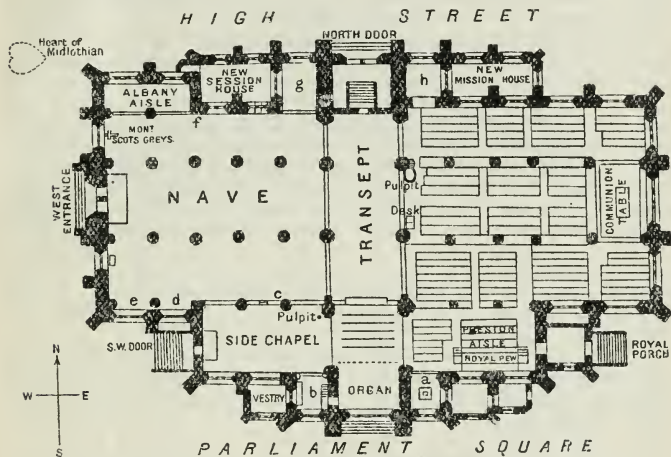 HIGH STREET
Heart of
Midlothian
NORTH DOOR
NEW
SESSION
HOUSE
g
h
NEW
MISSION HOUSE
ALBANY
AISLE
f
MONT
SCOTS GREYS.
WEST
ENTRANCE
NAVE
TRANSEPT
Pulpit
Desk
COMMUNION
TABLE
e
d
c
Pulpit
S.W. DOOR
SIDE CHAPEL
PRESTON
AISLE
ROYAL PEW
ROYAL
PORCH
N
W
E
S
VESTRY
b
ORGAN
a
PARLIAMENT SQUARE